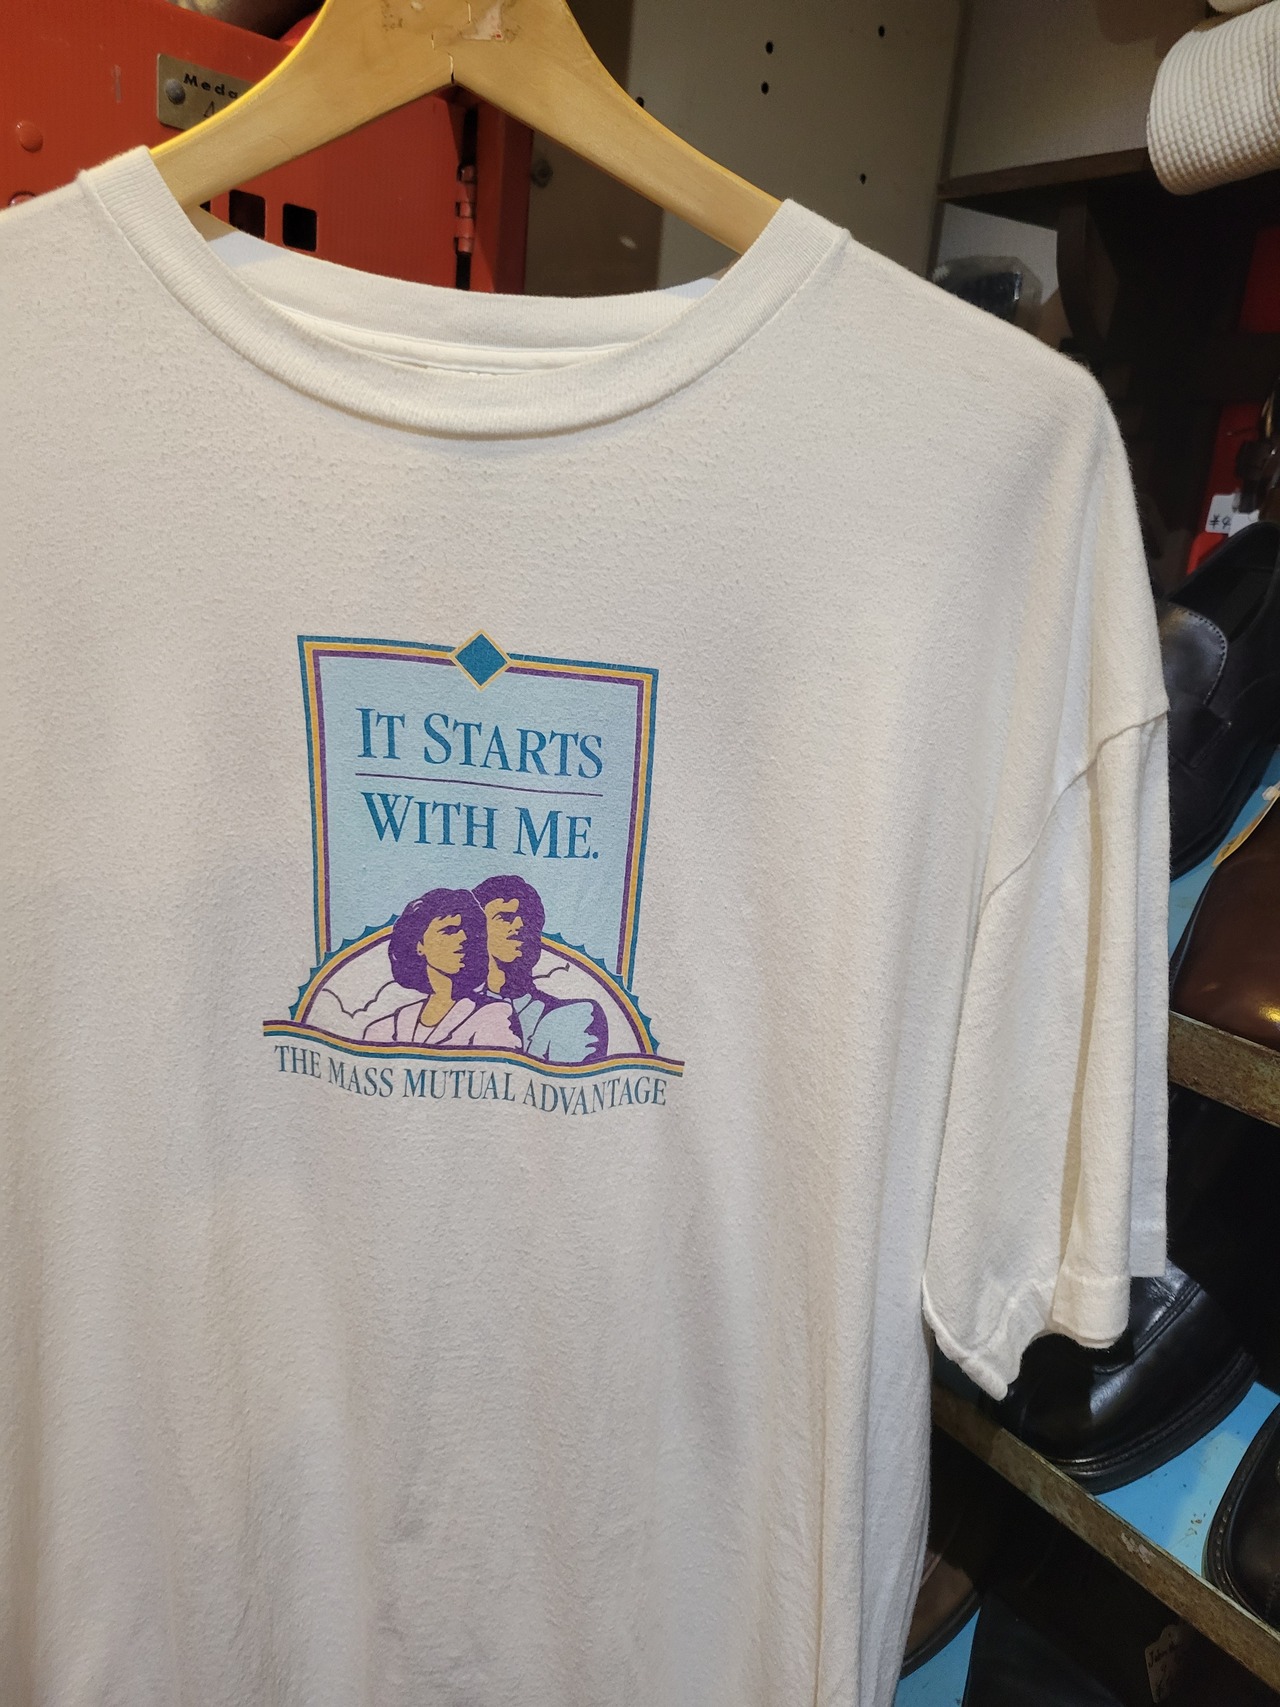 IT STARTS
WITH ME.
THE MASS MUTUAL ADVANTAGE